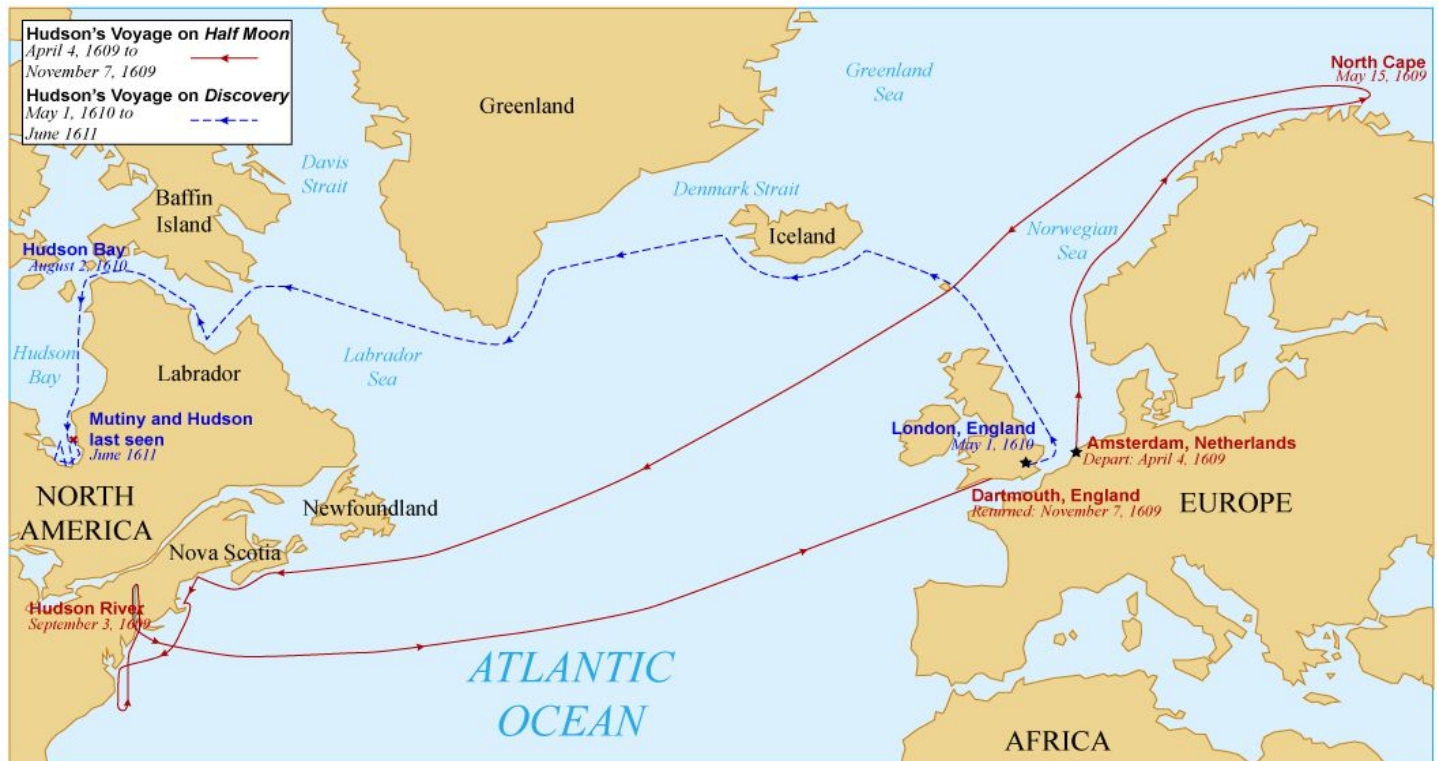 Hudson's Voyage on Half Moon
April 4, 1609 to
November 7, 1609
Hudson's Voyage on Discovery
May 1, 1610 to
June 1611
North Cape
May 15, 1609
Greenland
Sea
Greenland
Davis
Strait
Denmark Strait
Baffin
Island
Iceland
Norwegian
Sea
Hudson Bay
August 2, 1610
Hudson
Bay
Labrador
Labrador
Sea
Mutiny and Hudson
last seen
June 1611
London, England
May 1, 1610
Amsterdam, Netherlands
Depart: April 4, 1609
Dartmouth, England
Returned: November 7, 1609
EUROPE
NORTH
AMERICA
Newfoundland
Nova Scotia
Hudson River
September 3, 1609
ATLANTIC
OCEAN
AFRICA